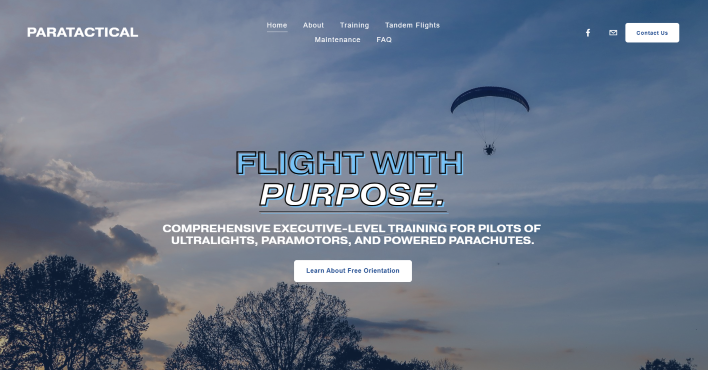 PARATACTICAL
Home About Training Tandem Flights
Maintenance FAQ
Contact Us
FLIGHT WITH
PURPOSE.
COMPREHENSIVE EXECUTIVE-LEVEL TRAINING FOR PILOTS OF
ULTRALIGHTS, PARAMOTORS, AND POWERED PARACHUTES.
Learn About Free Orientation